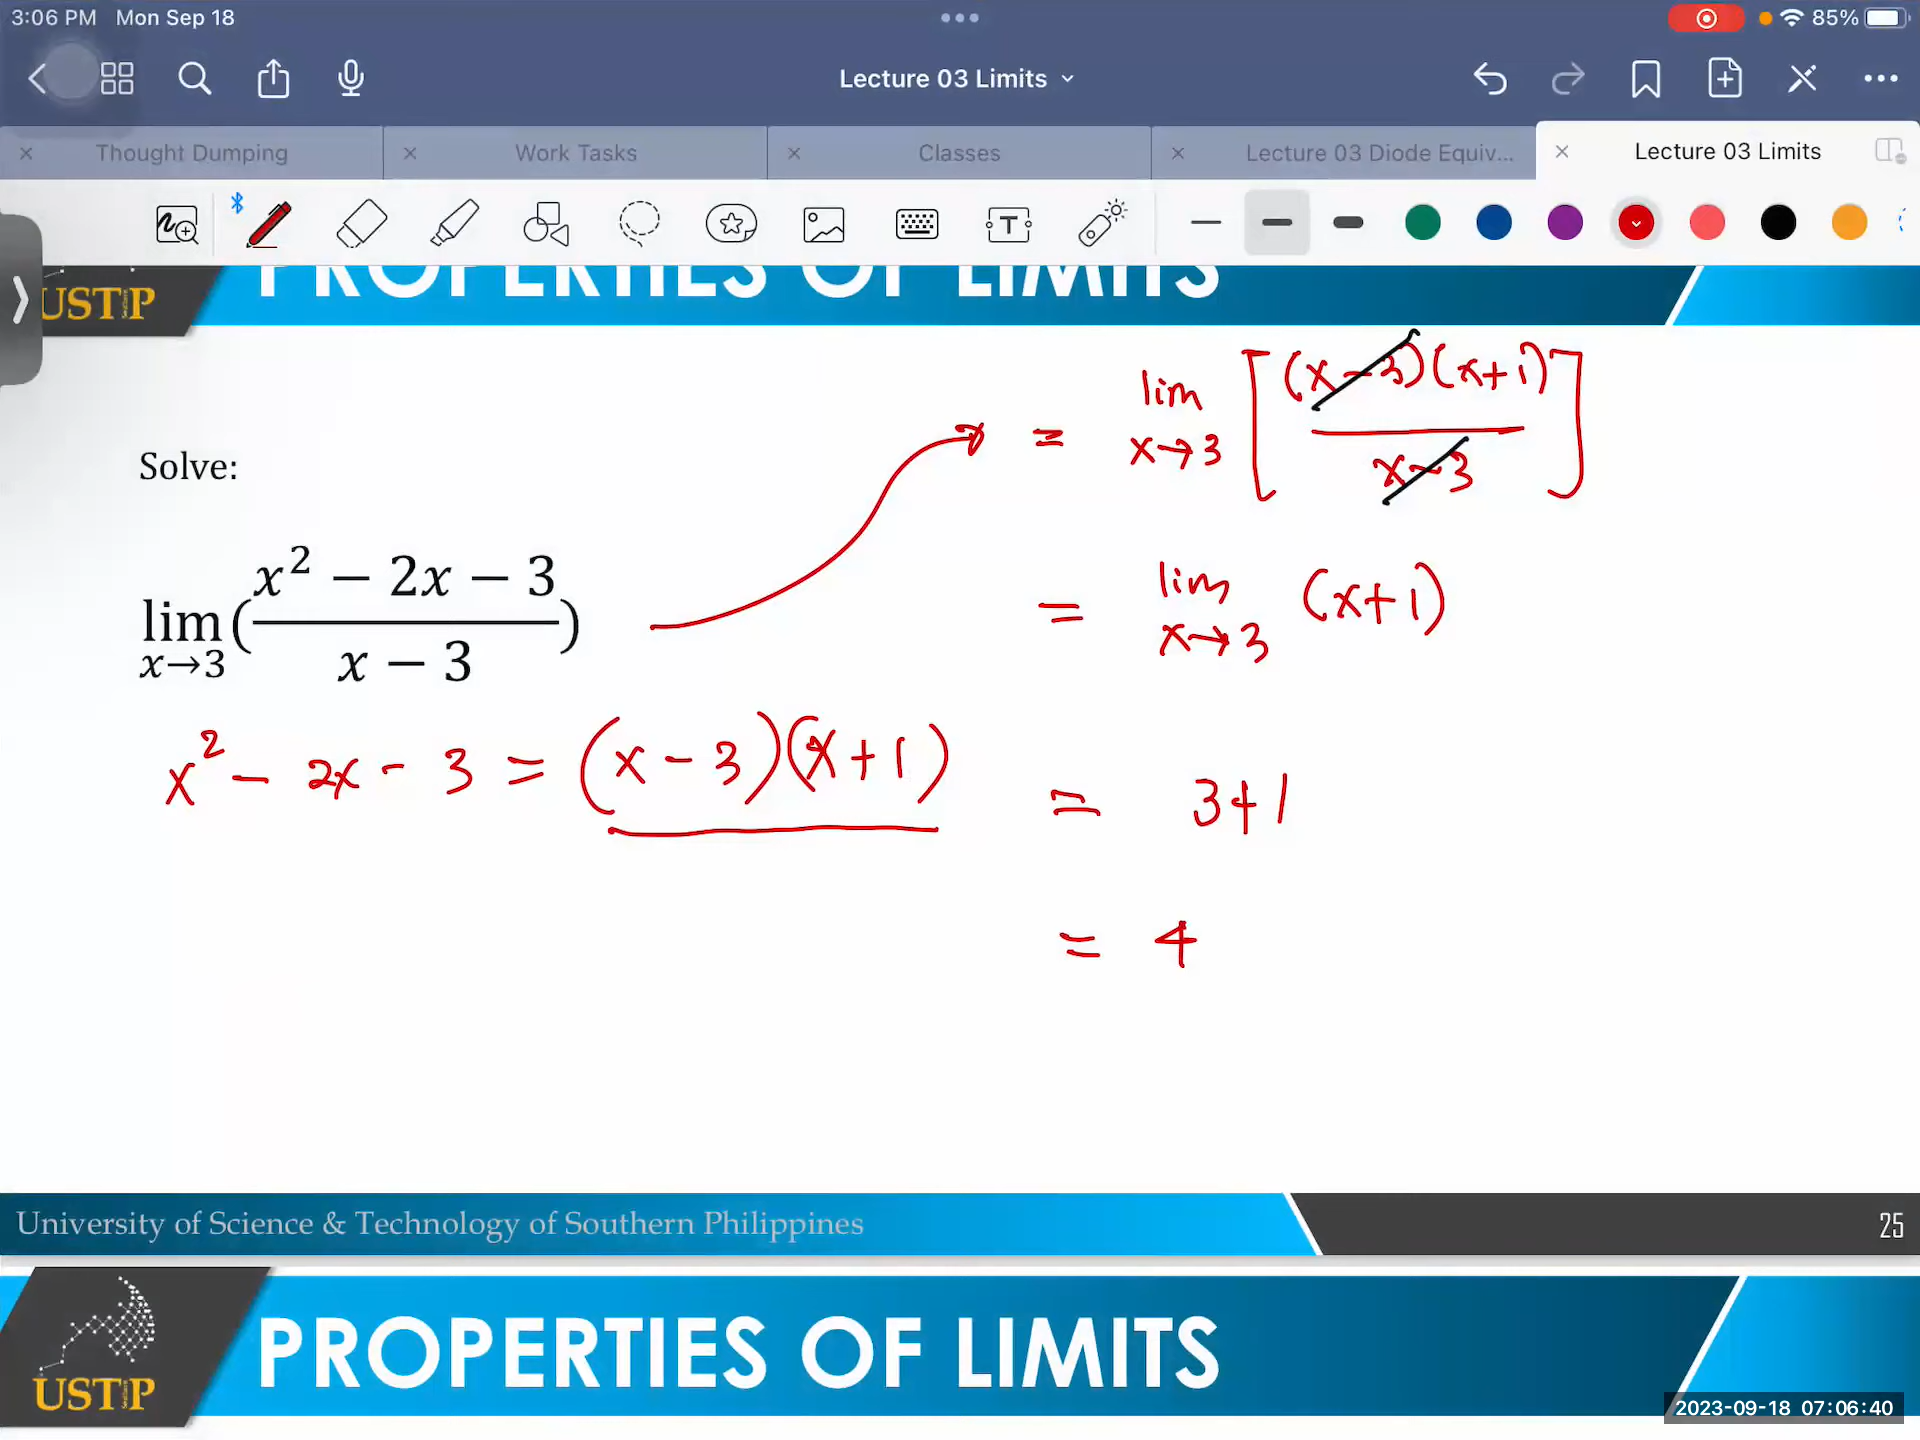 3:06 PM Mon Sep 18
85%
Lecture 03 Limits
Thought Dumping
Work Tasks
Classes
Lecture 03 Diode Equiv...
Lecture 03 Limits
T
USTP
PROPERTIES OF LIMITS
Solve:
lim x→3 (x² − 2x − 3 / x − 3)
x² − 2x − 3 = (x − 3)(x + 1)
= lim x→3 [(x − 3)(x + 1) / x − 3]
= lim x→3 (x + 1)
= 3 + 1
= 4
University of Science & Technology of Southern Philippines
25
USTP
PROPERTIES OF LIMITS
2023-09-18 07:06:40